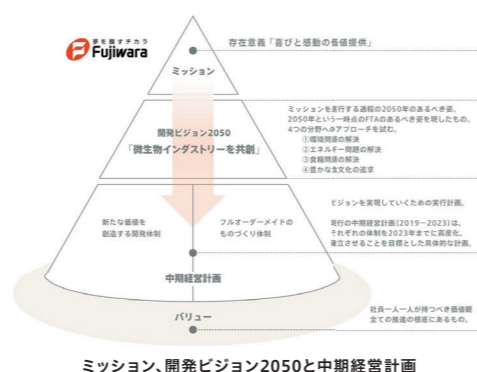 夢を醸すチカラ
Fujiwara
存在意義「喜びと感動の価値提供」
ミッション
ミッションを遂行する過程の2050年のあるべき姿。
2050年という一時点のFTAのあるべき姿を現したもの。
4つの分野へのアプローチを試む。
①環境問題の解決
②エネルギー問題の解決
③食糧問題の解決
④豊かな食文化の追求
開発ビジョン2050
「微生物インダストリーを共創」
ビジョンを実現していくための実行計画。
現行の中期経営計画(2019−2023)は、
それぞれの体制を2023年までに高度化、
確立させることを目標とした具体的な計画。
新たな価値を
創造する開発体制
フルオーダーメイドの
ものづくり体制
中期経営計画
社員一人一人が持つべき価値観
全ての推進の根底にあるもの。
バリュー
ミッション、開発ビジョン2050と中期経営計画